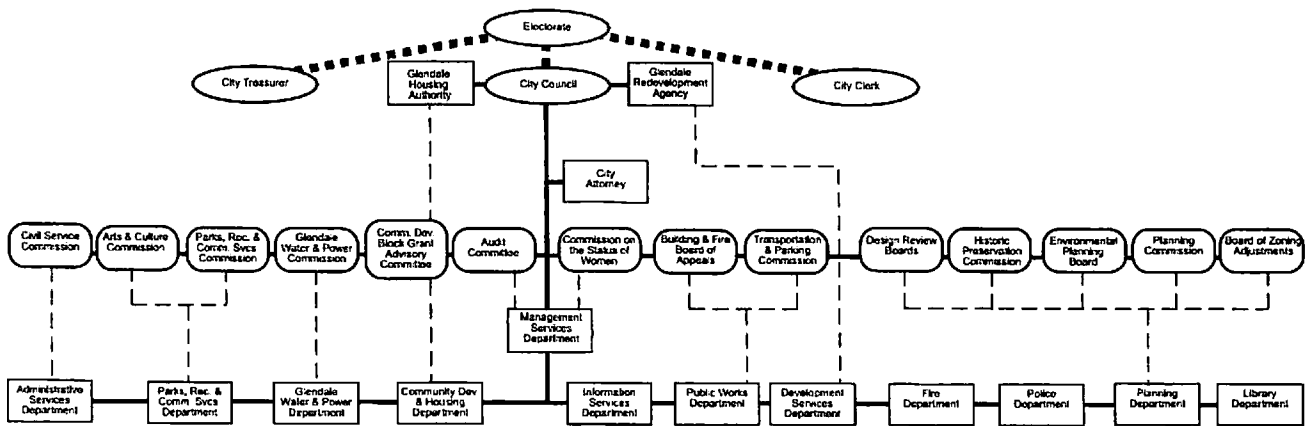 Electorate
City Treasurer
Glendale
Housing
Authority
City Council
Glendale
Redevelopment
Agency
City Clerk
City
Attorney
Civil Service
Commission
Arts & Culture
Commission
Parks, Rec. &
Comm. Svcs
Commission
Glendale
Water & Power
Commission
Comm. Dev.
Block Grant
Advisory
Committee
Audit
Committee
Commission on
the Status of
Women
Building & Fire
Board of
Appeals
Transportation
& Parking
Commission
Design Review
Boards
Historic
Preservation
Commission
Environmental
Planning
Board
Planning
Commission
Board of Zoning
Adjustments
Management
Services
Department
Administrative
Services
Department
Parks, Rec. &
Comm. Svcs
Department
Glendale
Water & Power
Department
Community Dev
& Housing
Department
Information
Services
Department
Public Works
Department
Development
Services
Department
Fire
Department
Police
Department
Planning
Department
Library
Department